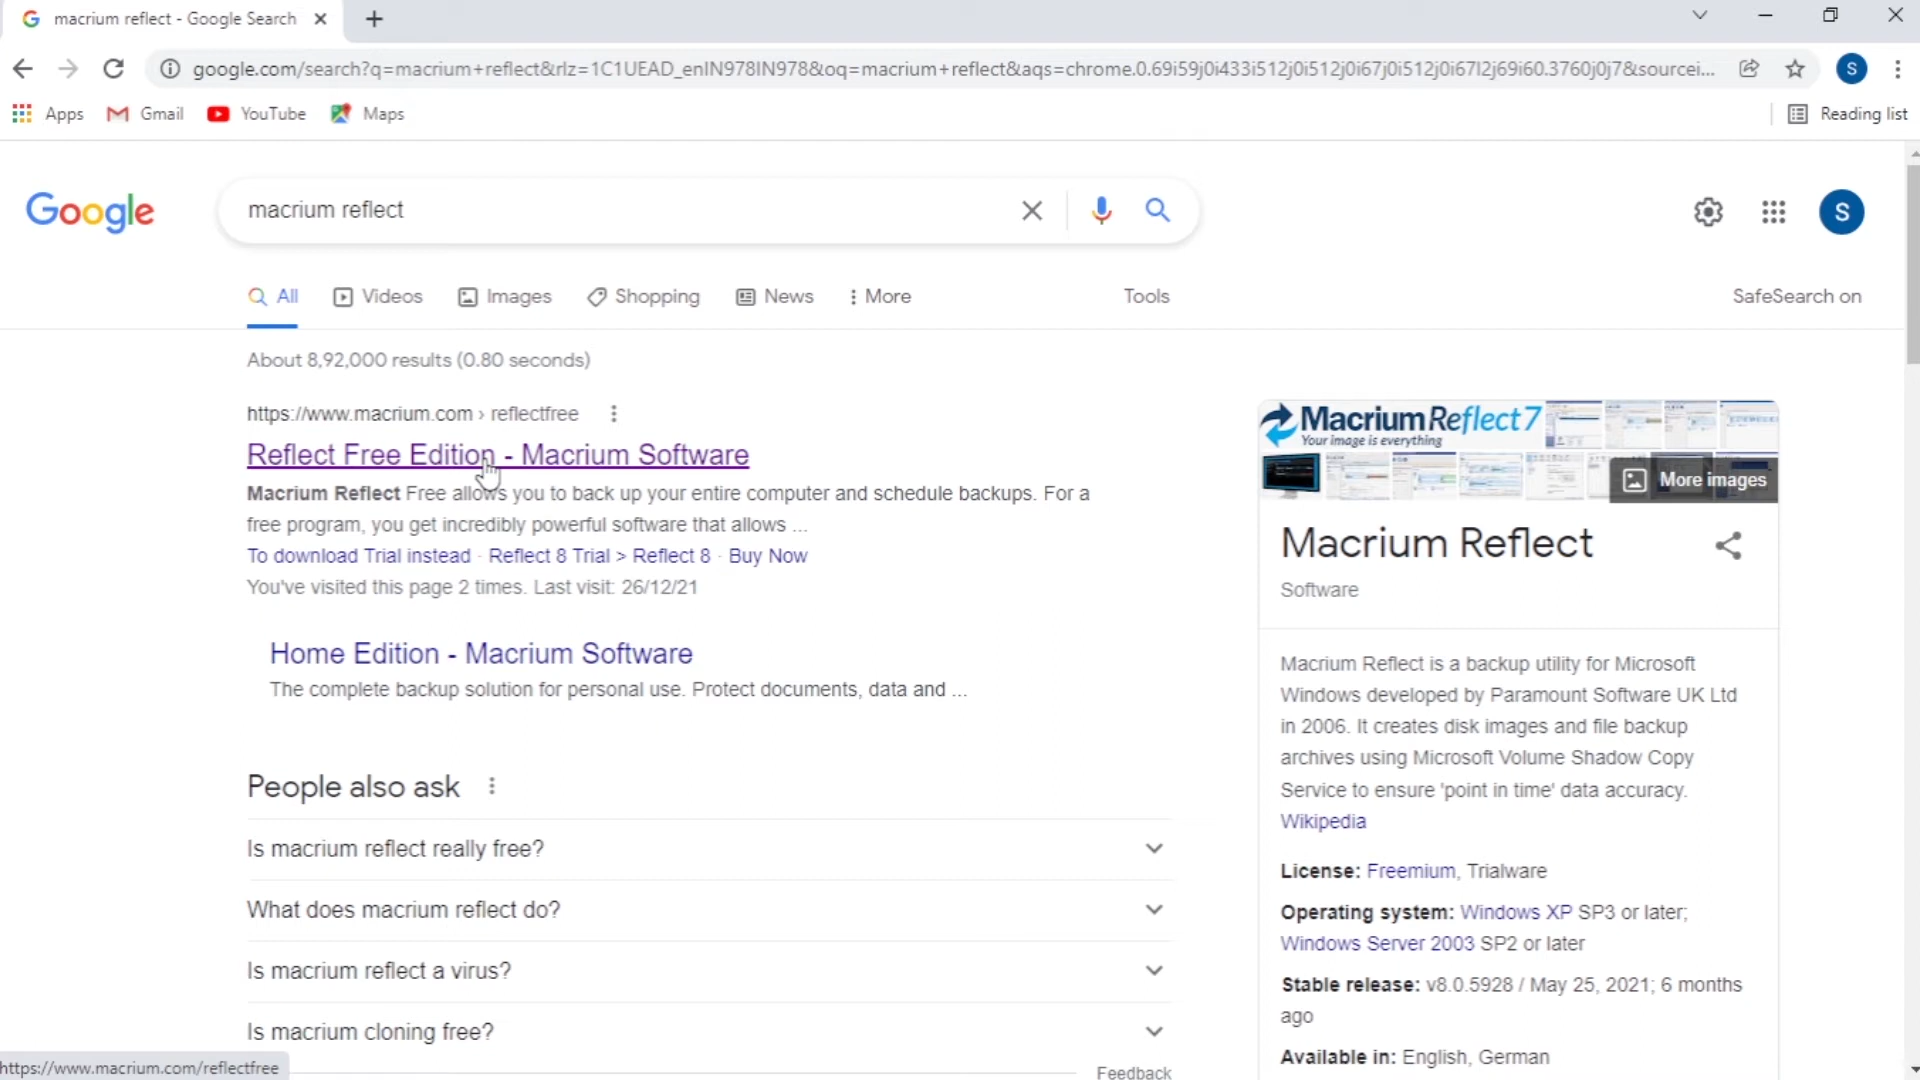 macrium reflect - Google Search
google.com/search?q=macrium+reflect&rlz=1C1UEAD_enIN978IN978&oq=macrium+reflect&aqs=chrome.0.69i59j0i433i512j0i512j0i67j0i512j0i67l2j69i60.3760j0j7&sourcei...
S
Apps
Gmail
YouTube
Maps
Reading list
Google
macrium reflect
S
All
Videos
Images
Shopping
News
More
Tools
SafeSearch on
About 8,92,000 results (0.80 seconds)
https://www.macrium.com › reflectfree
Reflect Free Edition - Macrium Software
Macrium Reflect Free allows you to back up your entire computer and schedule backups. For a
free program, you get incredibly powerful software that allows ...
To download Trial instead · Reflect 8 Trial > Reflect 8 · Buy Now
You've visited this page 2 times. Last visit: 26/12/21
Home Edition - Macrium Software
The complete backup solution for personal use. Protect documents, data and ...
People also ask
Is macrium reflect really free?
What does macrium reflect do?
Is macrium reflect a virus?
Is macrium cloning free?
Feedback
https://www.macrium.com/reflectfree
Macrium Reflect 7
Your image is everything
More images
Macrium Reflect
Software
Macrium Reflect is a backup utility for Microsoft
Windows developed by Paramount Software UK Ltd
in 2006. It creates disk images and file backup
archives using Microsoft Volume Shadow Copy
Service to ensure 'point in time' data accuracy.
Wikipedia
License: Freemium, Trialware
Operating system: Windows XP SP3 or later;
Windows Server 2003 SP2 or later
Stable release: v8.0.5928 / May 25, 2021; 6 months
ago
Available in: English, German